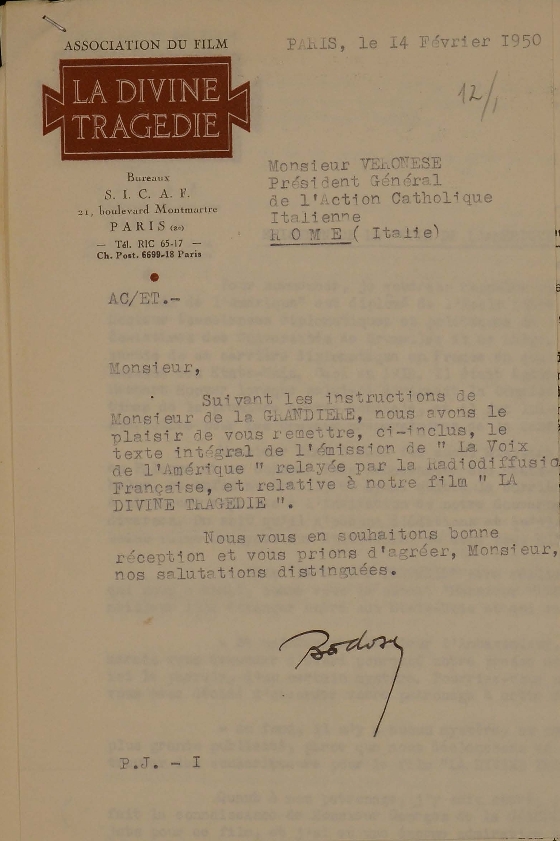 ASSOCIATION DU FILM
LA DIVINE
TRAGEDIE
Bureaux
S. I. C. A. F.
21, boulevard Montmartre
PARIS (2e)
— Tél. RIC 65-17 —
Ch. Post. 6699-18 Paris
PARIS, le 14 Février 1950
12/1
Monsieur VERONESE
Président Général
de l'Action Catholique
Italienne
R O M E ( Italie)
AC/ET.-
Monsieur,
Suivant les instructions de
Monsieur de la GRANDIERE, nous avons le
plaisir de vous remettre, ci-inclus, le
texte intégral de l'émission de " La Voix
de l'Amérique " relayée par la Radiodiffusio
Française, et relative à notre film " LA
DIVINE TRAGEDIE ".
Nous vous en souhaitons bonne
réception et vous prions d'agréer, Monsieur,
nos salutations distinguées.
P.J. - I